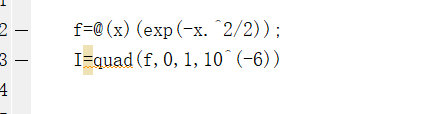 2 — f=@(x)(exp(-x.^2/2));
3 — I=quad(f,0,1,10^(-6))
4